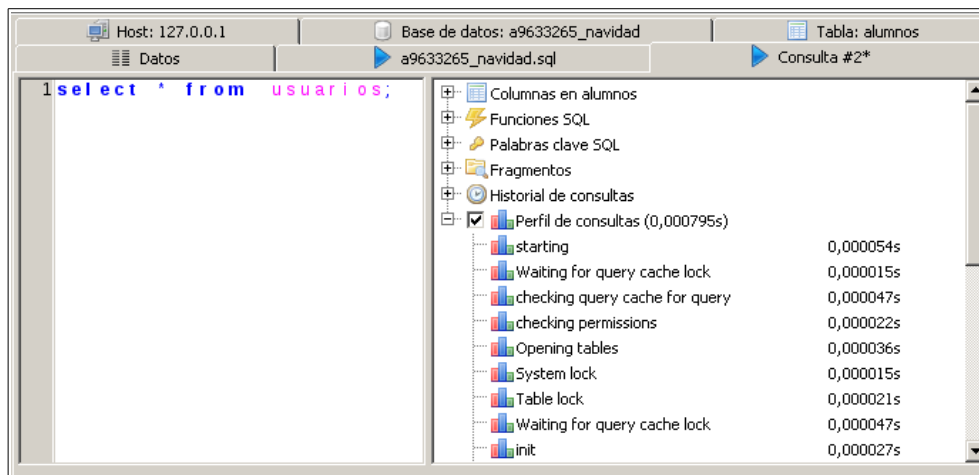 Host: 127.0.0.1
Base de datos: a9633265_navidad
Tabla: alumnos
Datos
a9633265_navidad.sql
Consulta #2*
1 select * from usuarios;
Columnas en alumnos
Funciones SQL
Palabras clave SQL
Fragmentos
Historial de consultas
Perfil de consultas (0,000795s)
starting 0,000054s
Waiting for query cache lock 0,000015s
checking query cache for query 0,000047s
checking permissions 0,000022s
Opening tables 0,000036s
System lock 0,000015s
Table lock 0,000021s
Waiting for query cache lock 0,000047s
init 0,000027s